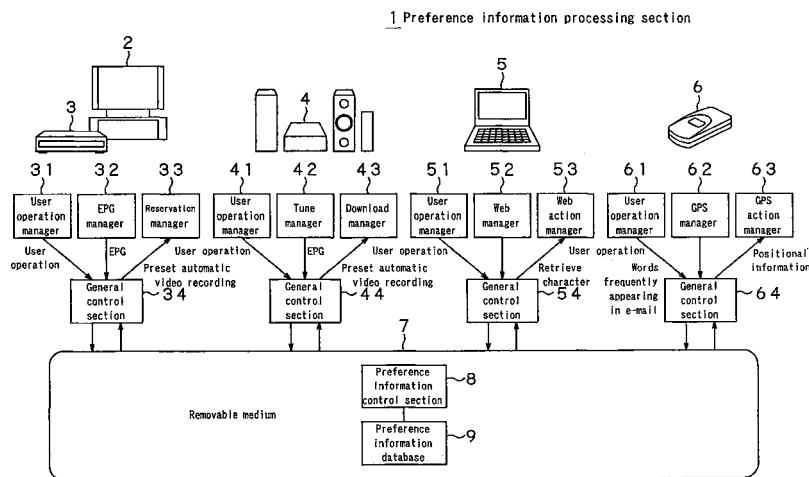 1 Preference information processing section
2
3
4
5
6
31
32
33
41
42
43
51
52
53
61
62
63
User operation manager
EPG manager
Reservation manager
User operation manager
Tune manager
Download manager
User operation manager
Web manager
Web action manager
User operation manager
GPS manager
GPS action manager
User operation
EPG
User operation
EPG
User operation
User operation
Positional information
Preset automatic video recording
Preset automatic video recording
Retrieve character
Words frequently appearing in e-mail
General control section
34
General control section
44
General control section
54
General control section
64
7
Removable medium
Preference information control section
8
Preference information database
9